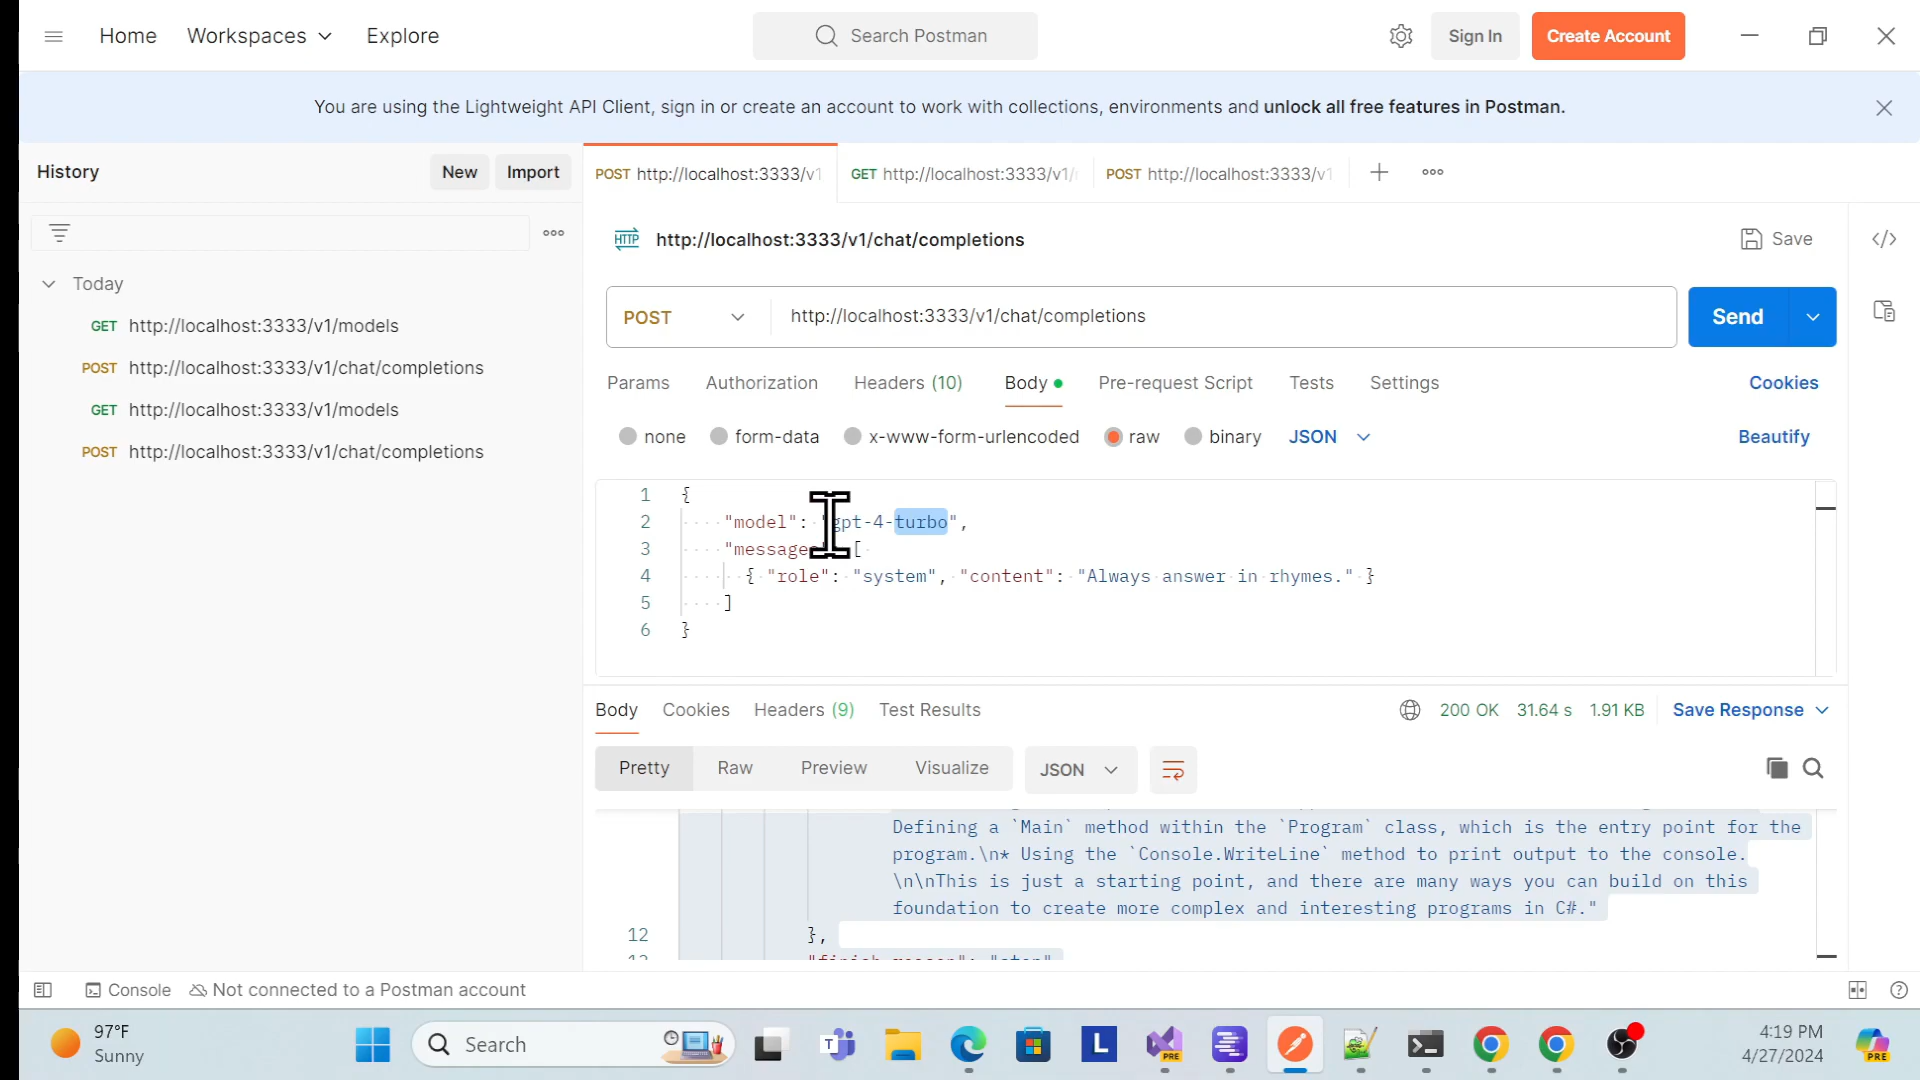 Home Workspaces Explore
Search Postman
Sign In
Create Account
You are using the Lightweight API Client, sign in or create an account to work with collections, environments and unlock all free features in Postman.
History
New
Import
POST http://localhost:3333/v1
GET http://localhost:3333/v1/
POST http://localhost:3333/v1
HTTP http://localhost:3333/v1/chat/completions
Save
Today
GET http://localhost:3333/v1/models
POST http://localhost:3333/v1/chat/completions
GET http://localhost:3333/v1/models
POST http://localhost:3333/v1/chat/completions
POST
http://localhost:3333/v1/chat/completions
Send
Params Authorization Headers (10) Body Pre-request Script Tests Settings Cookies
none form-data x-www-form-urlencoded raw binary JSON Beautify
1 {
2 "model": "gpt-4-turbo",
3 "messages [
4 { "role": "system", "content": "Always answer in rhymes." }
5 ]
6 }
Body Cookies Headers (9) Test Results 200 OK 31.64 s 1.91 KB Save Response
Pretty Raw Preview Visualize JSON
Defining a `Main` method within the `Program` class, which is the entry point for the
program.\n* Using the `Console.WriteLine` method to print output to the console.
\n\nThis is just a starting point, and there are many ways you can build on this
foundation to create more complex and interesting programs in C#."
12 },
Console Not connected to a Postman account
97°F
Sunny
Search
4:19 PM
4/27/2024